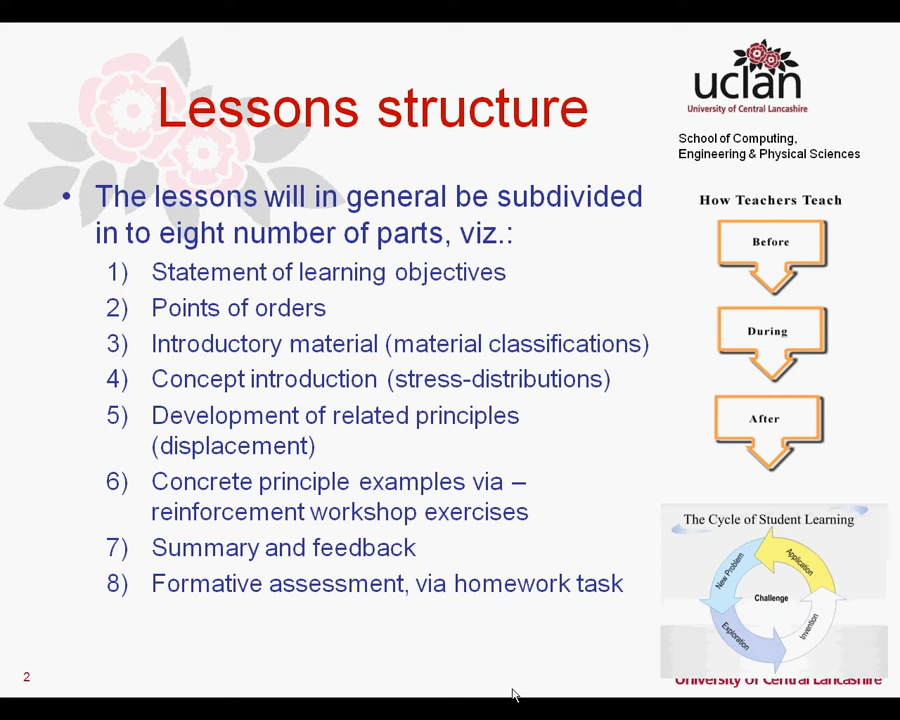 Lessons structure
• The lessons will in general be subdivided
in to eight number of parts, viz.:
1) Statement of learning objectives
2) Points of orders
3) Introductory material (material classifications)
4) Concept introduction (stress-distributions)
5) Development of related principles
(displacement)
6) Concrete principle examples via –
reinforcement workshop exercises
7) Summary and feedback
8) Formative assessment, via homework task
2
uclan
University of Central Lancashire
School of Computing,
Engineering & Physical Sciences
How Teachers Teach
Before
During
After
The Cycle of Student Learning
New Problem
Application
Challenge
Exploration
Invention
University of Central Lancashire